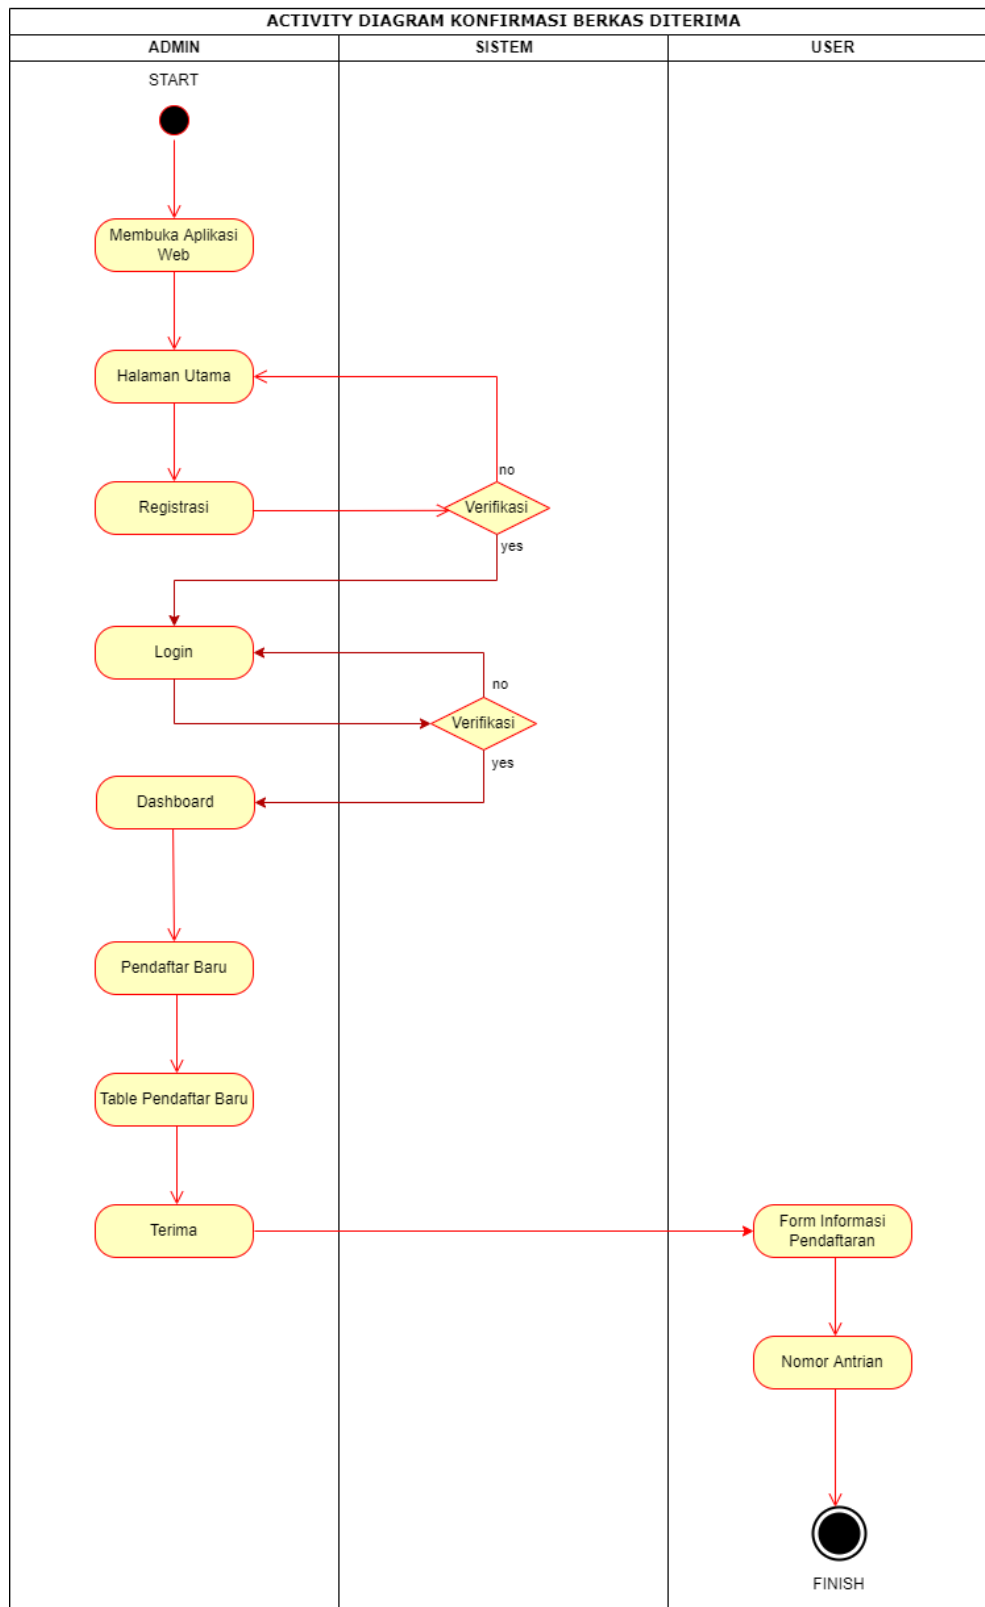 ACTIVITY DIAGRAM KONFIRMASI BERKAS DITERIMA
ADMIN
SISTEM
USER
START
Membuka Aplikasi
Web
Halaman Utama
no
Registrasi
Verifikasi
yes
Login
no
Verifikasi
yes
Dashboard
Pendaftar Baru
Table Pendaftar Baru
Terima
Form Informasi
Pendaftaran
Nomor Antrian
FINISH